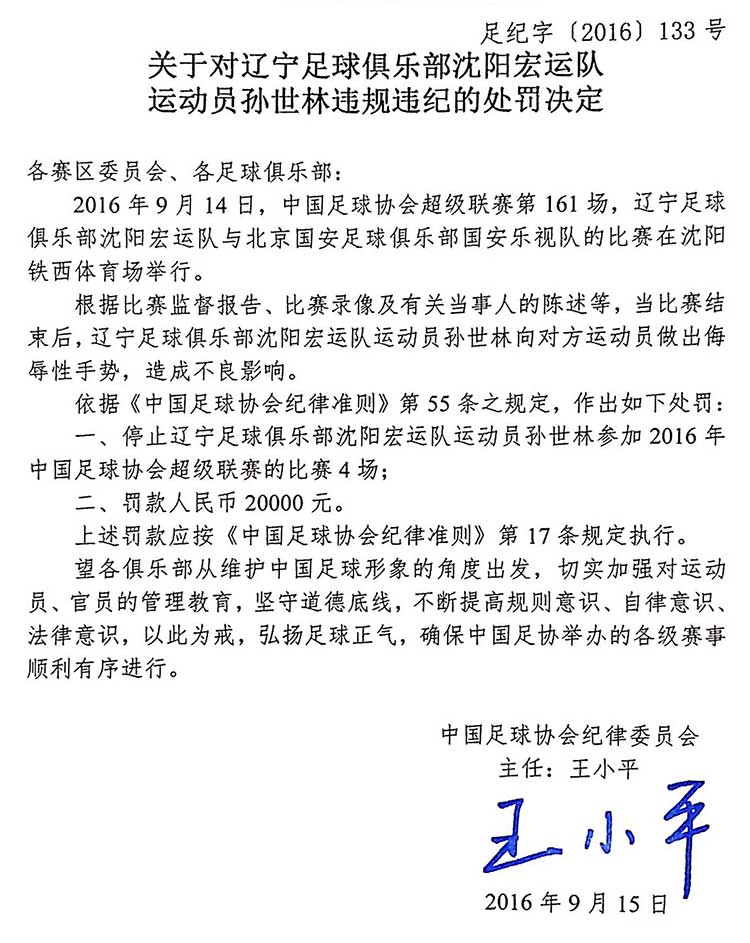 足纪字〔2016〕133 号
关于对辽宁足球俱乐部沈阳宏运队
运动员孙世林违规违纪的处罚决定
各赛区委员会、各足球俱乐部：
2016 年 9 月 14 日，中国足球协会超级联赛第 161 场，辽宁足球
俱乐部沈阳宏运队与北京国安足球俱乐部国安乐视队的比赛在沈阳
铁西体育场举行。
根据比赛监督报告、比赛录像及有关当事人的陈述等，当比赛结
束后，辽宁足球俱乐部沈阳宏运队运动员孙世林向对方运动员做出侮
辱性手势，造成不良影响。
依据《中国足球协会纪律准则》第 55 条之规定，作出如下处罚：
一、停止辽宁足球俱乐部沈阳宏运队运动员孙世林参加 2016 年
中国足球协会超级联赛的比赛 4 场；
二、罚款人民币 20000 元。
上述罚款应按《中国足球协会纪律准则》第 17 条规定执行。
望各俱乐部从维护中国足球形象的角度出发，切实加强对运动
员、官员的管理教育，坚守道德底线，不断提高规则意识、自律意识、
法律意识，以此为戒，弘扬足球正气，确保中国足协举办的各级赛事
顺利有序进行。
中国足球协会纪律委员会
主任：王小平
王小平
2016 年 9 月 15 日